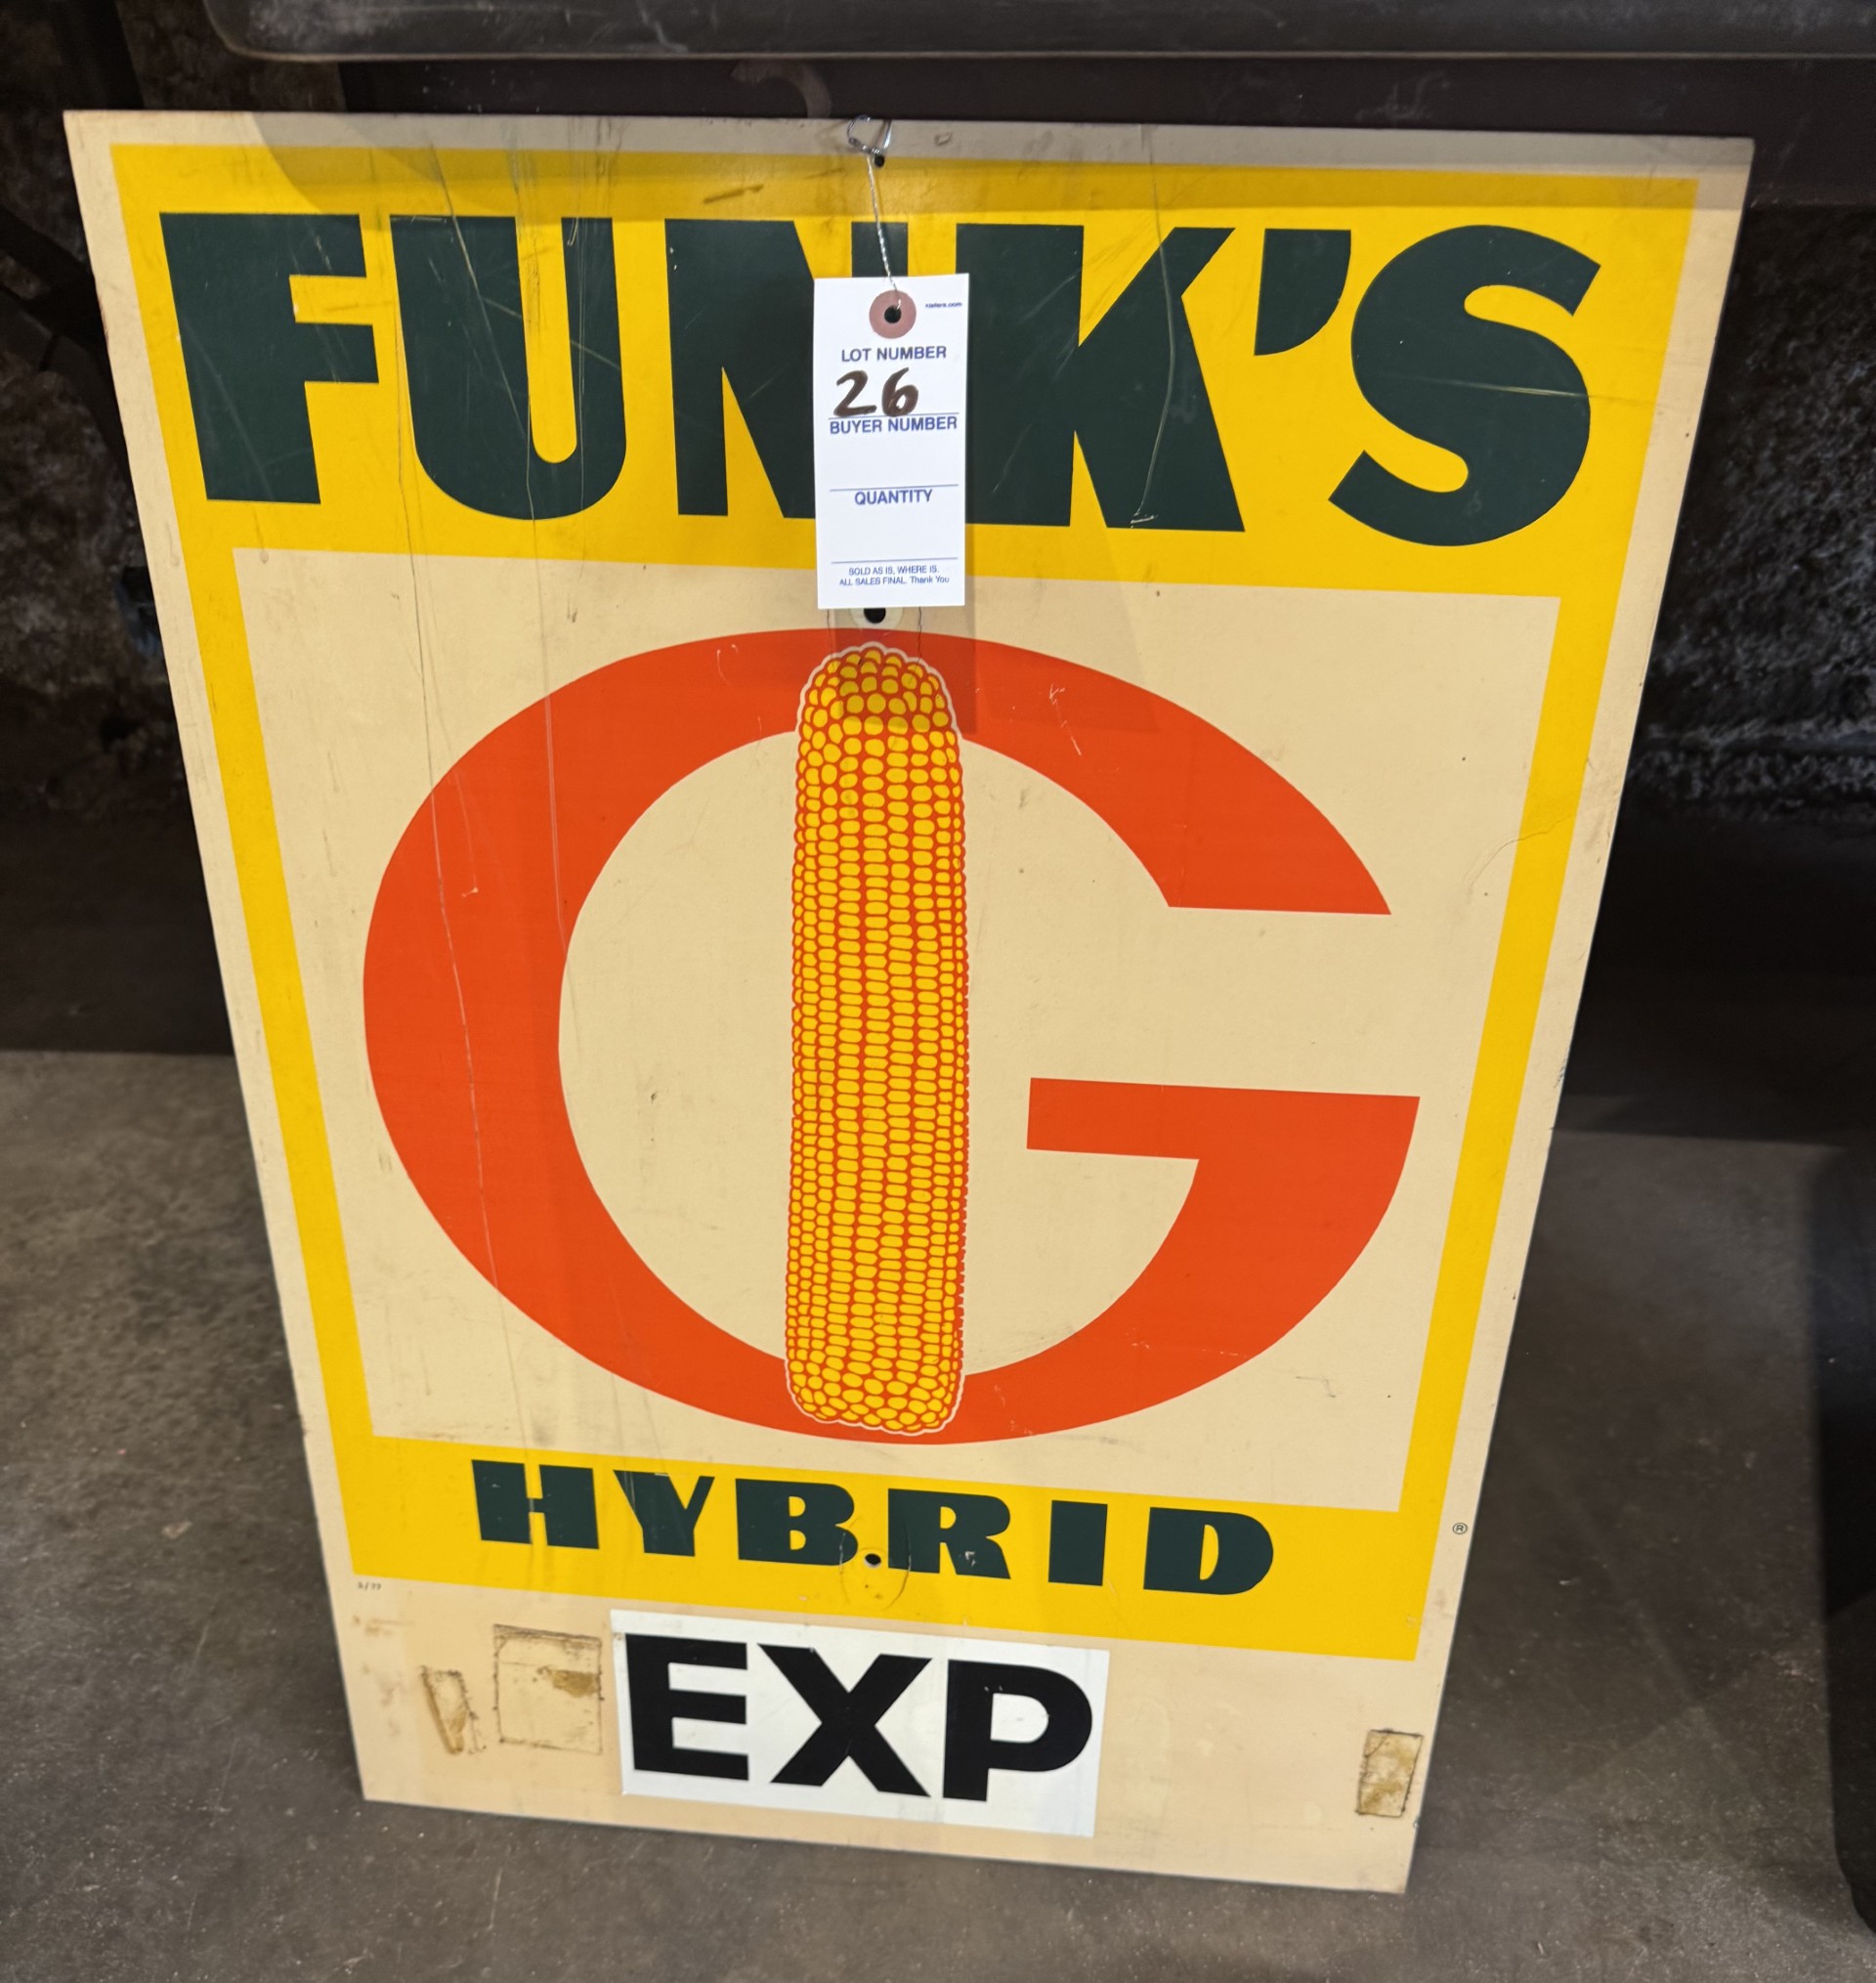 FUNK'S
LOT NUMBER
26
BUYER NUMBER
QUANTITY
SOLD AS IS, WHERE IS.
ALL SALES FINAL. Thank You
G
HYBRID
®
EXP